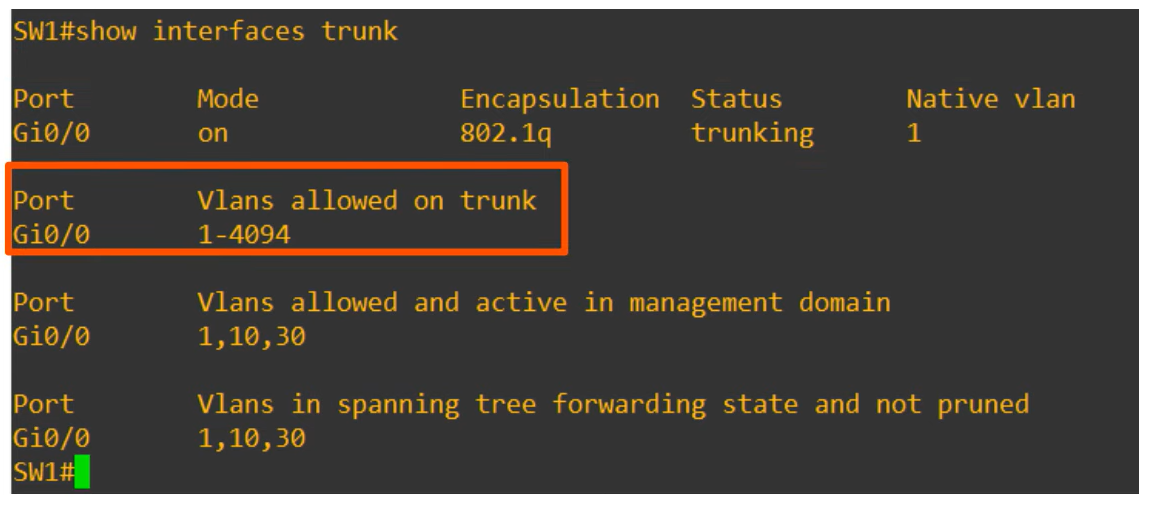 SW1#show interfaces trunk
Port Mode Encapsulation Status Native vlan
Gi0/0 on 802.1q trunking 1
Port Vlans allowed on trunk
Gi0/0 1-4094
Port Vlans allowed and active in management domain
Gi0/0 1,10,30
Port Vlans in spanning tree forwarding state and not pruned
Gi0/0 1,10,30
SW1#